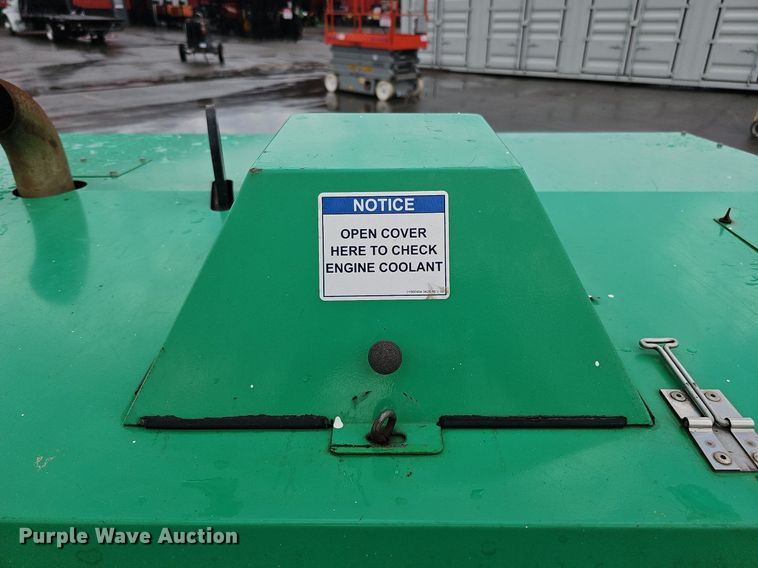 NOTICE
OPEN COVER
HERE TO CHECK
ENGINE COOLANT
Purple Wave Auction